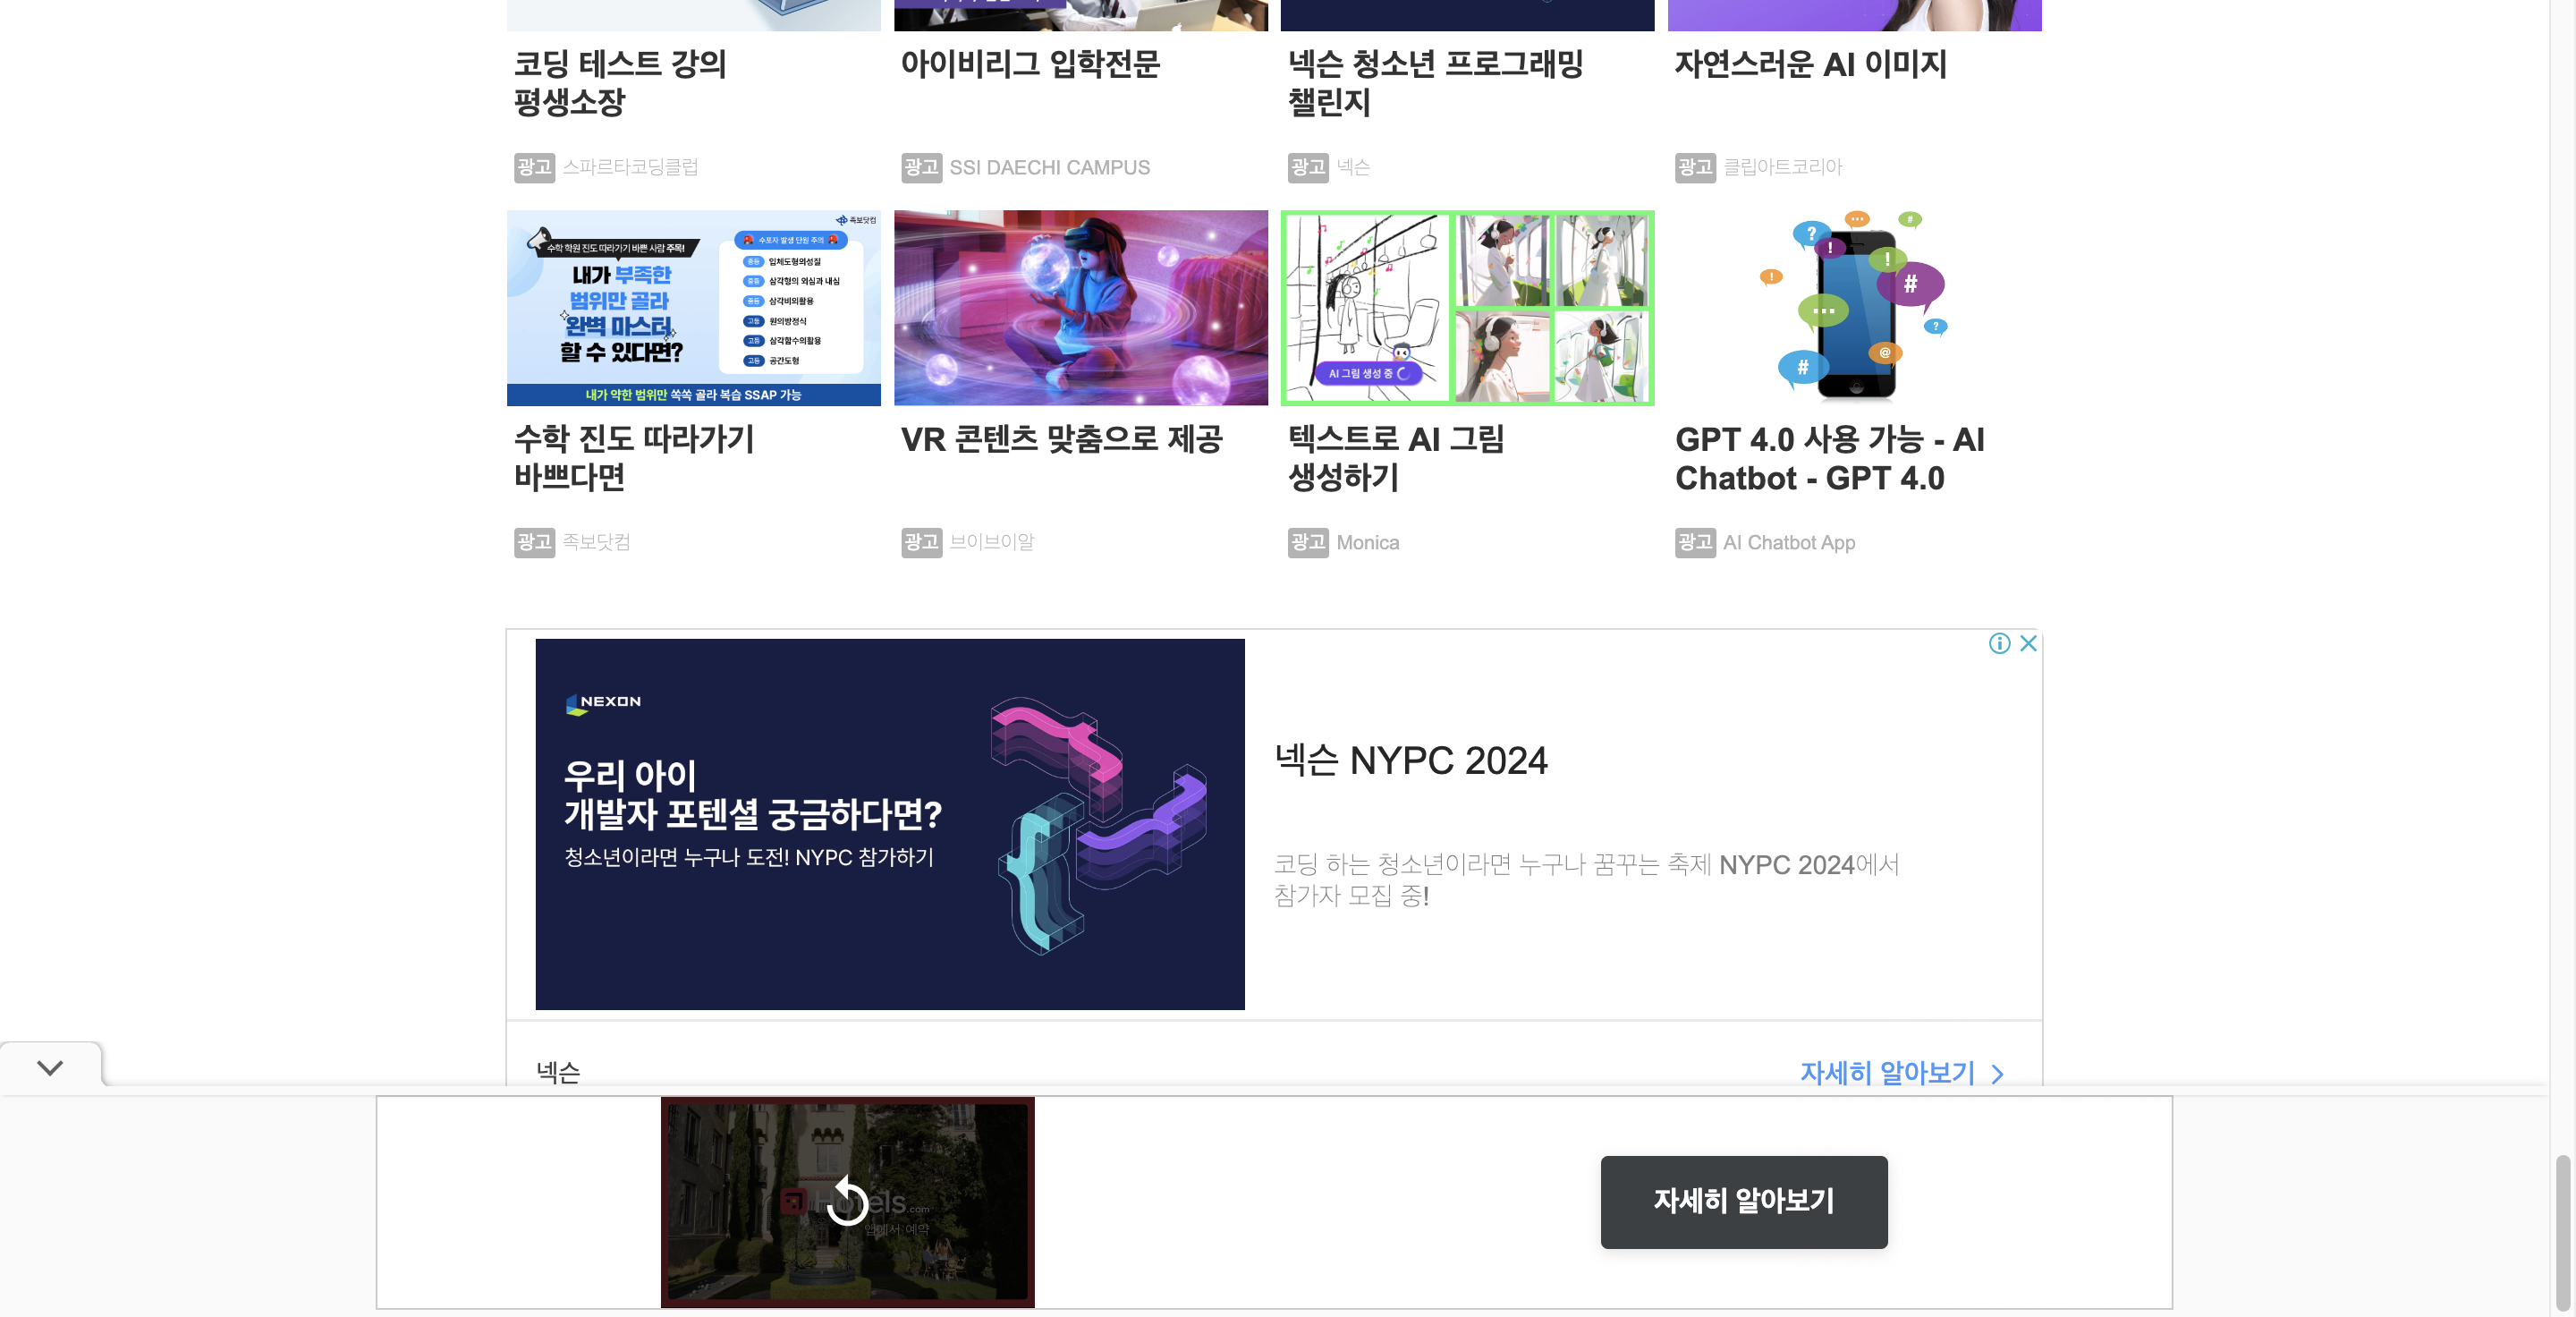 코딩 테스트 강의
평생소장
광고 스파르타코딩클럽
아이비리그 입학전문
광고 SSI DAECHI CAMPUS
넥슨 청소년 프로그래밍
챌린지
광고 넥슨
자연스러운 AI 이미지
광고 클립아트코리아
족보닷컴
수학 학원 진도 따라가기 바쁜 사람 주목!
내가 부족한
범위만 골라
완벽 마스터
할 수 있다면?
수포자 발생 단원 주의
중등 입체도형의성질
중등 삼각형의 외심과 내심
중등 삼각비의활용
고등 원의방정식
고등 삼각함수의활용
고등 공간도형
내가 약한 범위만 쏙쏙 골라 복습 SSAP 가능
수학 진도 따라가기
바쁘다면
광고 족보닷컴
VR 콘텐츠 맞춤으로 제공
광고 브이브이알
AI 그림 생성 중
텍스트로 AI 그림
생성하기
광고 Monica
? ! ... # ! # ... ! ? @ #
GPT 4.0 사용 가능 - AI
Chatbot - GPT 4.0
광고 AI Chatbot App
NEXON
우리 아이
개발자 포텐셜 궁금하다면?
청소년이라면 누구나 도전! NYPC 참가하기
넥슨 NYPC 2024
코딩 하는 청소년이라면 누구나 꿈꾸는 축제 NYPC 2024에서
참가자 모집 중!
넥슨
자세히 알아보기
Hotels.com
앱에서 예약
자세히 알아보기